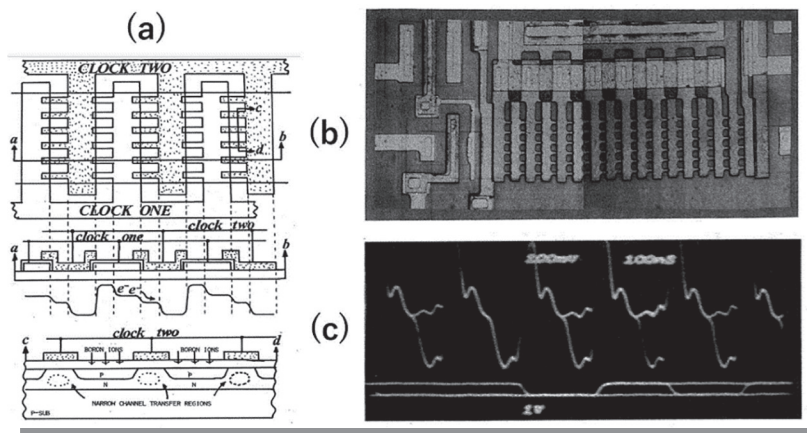 (a)
CLOCK TWO
c
d
a
b
CLOCK ONE
clock two
clock one
a
b
e⁻ e⁻
clock two
c
d
BORON IONS
BORON IONS
P
P
N
N
NARROW CHANNEL TRANSFER REGIONS
P-SUB
(b)
(c)
100mV
100nS
1V